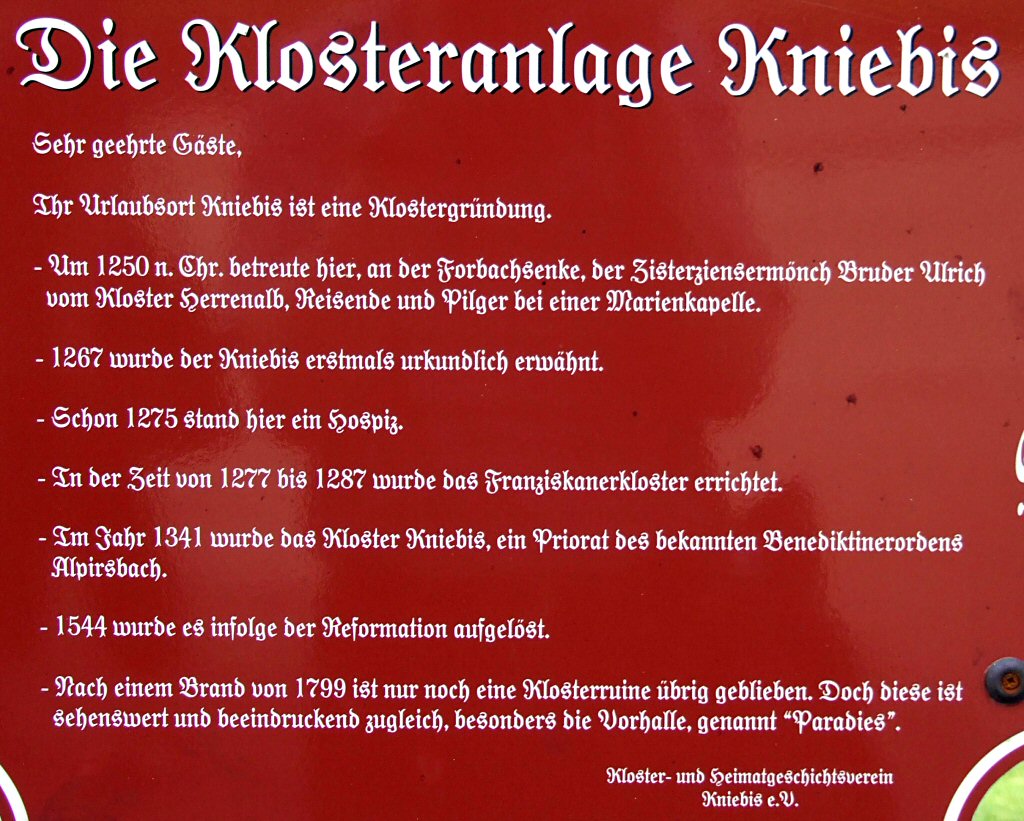 Die Klosteranlage Kniebis
Sehr geehrte Gäste,
Ihr Urlaubsort Kniebis ist eine Klostergründung.
- Um 1250 n. Chr. betreute hier, an der Forbachsenke, der Zisterziensermönch Bruder Ulrich
vom Kloster Herrenalb, Reisende und Pilger bei einer Marienkapelle.
- 1267 wurde der Kniebis erstmals urkundlich erwähnt.
- Schon 1275 stand hier ein Hospiz.
- In der Zeit von 1277 bis 1287 wurde das Franziskanerkloster errichtet.
- Im Jahr 1341 wurde das Kloster Kniebis, ein Priorat des bekannten Benediktinerordens
Alpirsbach.
- 1544 wurde es infolge der Reformation aufgelöst.
- Nach einem Brand von 1799 ist nur noch eine Klosterruine übrig geblieben. Doch diese ist
sehenswert und beeindruckend zugleich, besonders die Vorhalle, genannt “Paradies”.
Kloster- und Heimatgeschichtsverein
Kniebis e.V.